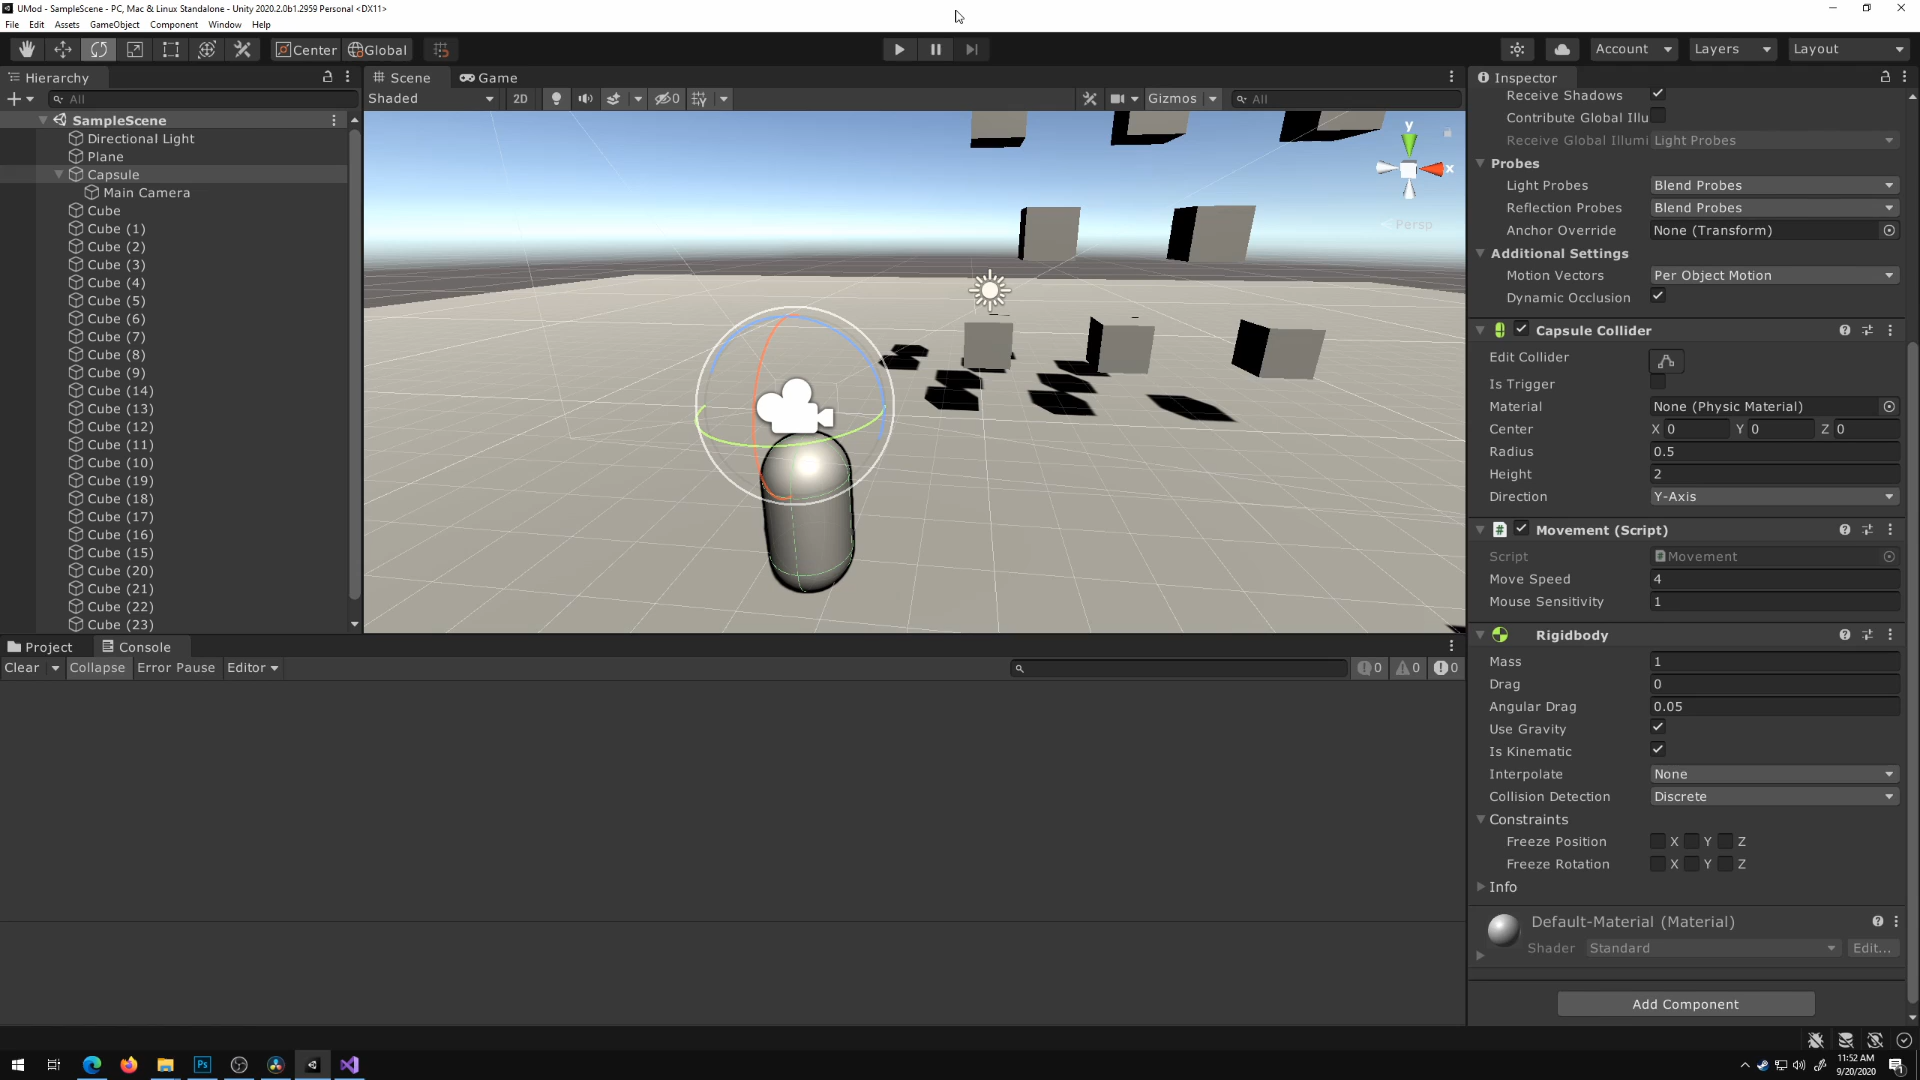 UMod - SampleScene - PC, Mac & Linux Standalone - Unity 2020.2.0b1.2959 Personal <DX11>
File Edit Assets GameObject Component Window Help
Center Global Account Layers Layout
Hierarchy
All
SampleScene
Directional Light
Plane
Capsule
Main Camera
Cube
Cube (1)
Cube (2)
Cube (3)
Cube (4)
Cube (5)
Cube (6)
Cube (7)
Cube (8)
Cube (9)
Cube (14)
Cube (13)
Cube (12)
Cube (11)
Cube (10)
Cube (19)
Cube (18)
Cube (17)
Cube (16)
Cube (15)
Cube (20)
Cube (21)
Cube (22)
Cube (23)
Scene Game
Shaded 2D 0 Gizmos All
y
x
Persp
Project Console
Clear Collapse Error Pause Editor 0 0 0
Inspector
Receive Shadows
Contribute Global Illu
Receive Global Illumi Light Probes
Probes
Light Probes Blend Probes
Reflection Probes Blend Probes
Anchor Override None (Transform)
Additional Settings
Motion Vectors Per Object Motion
Dynamic Occlusion
Capsule Collider
Edit Collider
Is Trigger
Material None (Physic Material)
Center X 0 Y 0 Z 0
Radius 0.5
Height 2
Direction Y-Axis
Movement (Script)
Script Movement
Move Speed 4
Mouse Sensitivity 1
Rigidbody
Mass 1
Drag 0
Angular Drag 0.05
Use Gravity
Is Kinematic
Interpolate None
Collision Detection Discrete
Constraints
Freeze Position X Y Z
Freeze Rotation X Y Z
Info
Default-Material (Material)
Shader Standard Edit...
Add Component
Ps
11:52 AM
9/20/2020
1